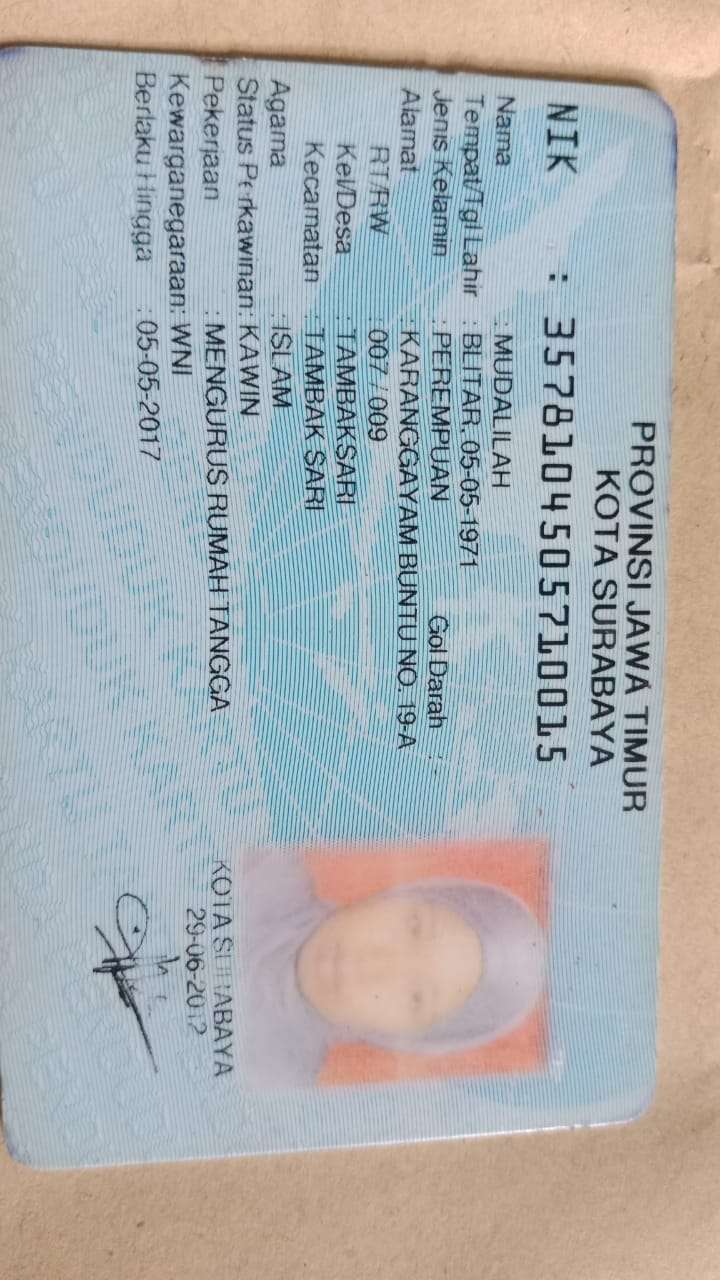 PROVINSI JAWA TIMUR
KOTA SURABAYA
NIK : 3578104505710015
Nama : MUDALILAH
Tempat/Tgl Lahir : BLITAR, 05-05-1971
Jenis Kelamin : PEREMPUAN Gol Darah :
Alamat : KARANGGAYAM BUNTU NO. 19-A
RT/RW : 007 / 009
Kel/Desa : TAMBAKSARI
Kecamatan : TAMBAK SARI
Agama : ISLAM
Status Perkawinan: KAWIN
Pekerjaan : MENGURUS RUMAH TANGGA
Kewarganegaraan: WNI
Berlaku Hingga : 05-05-2017
KOTA SURABAYA
29-06-2012